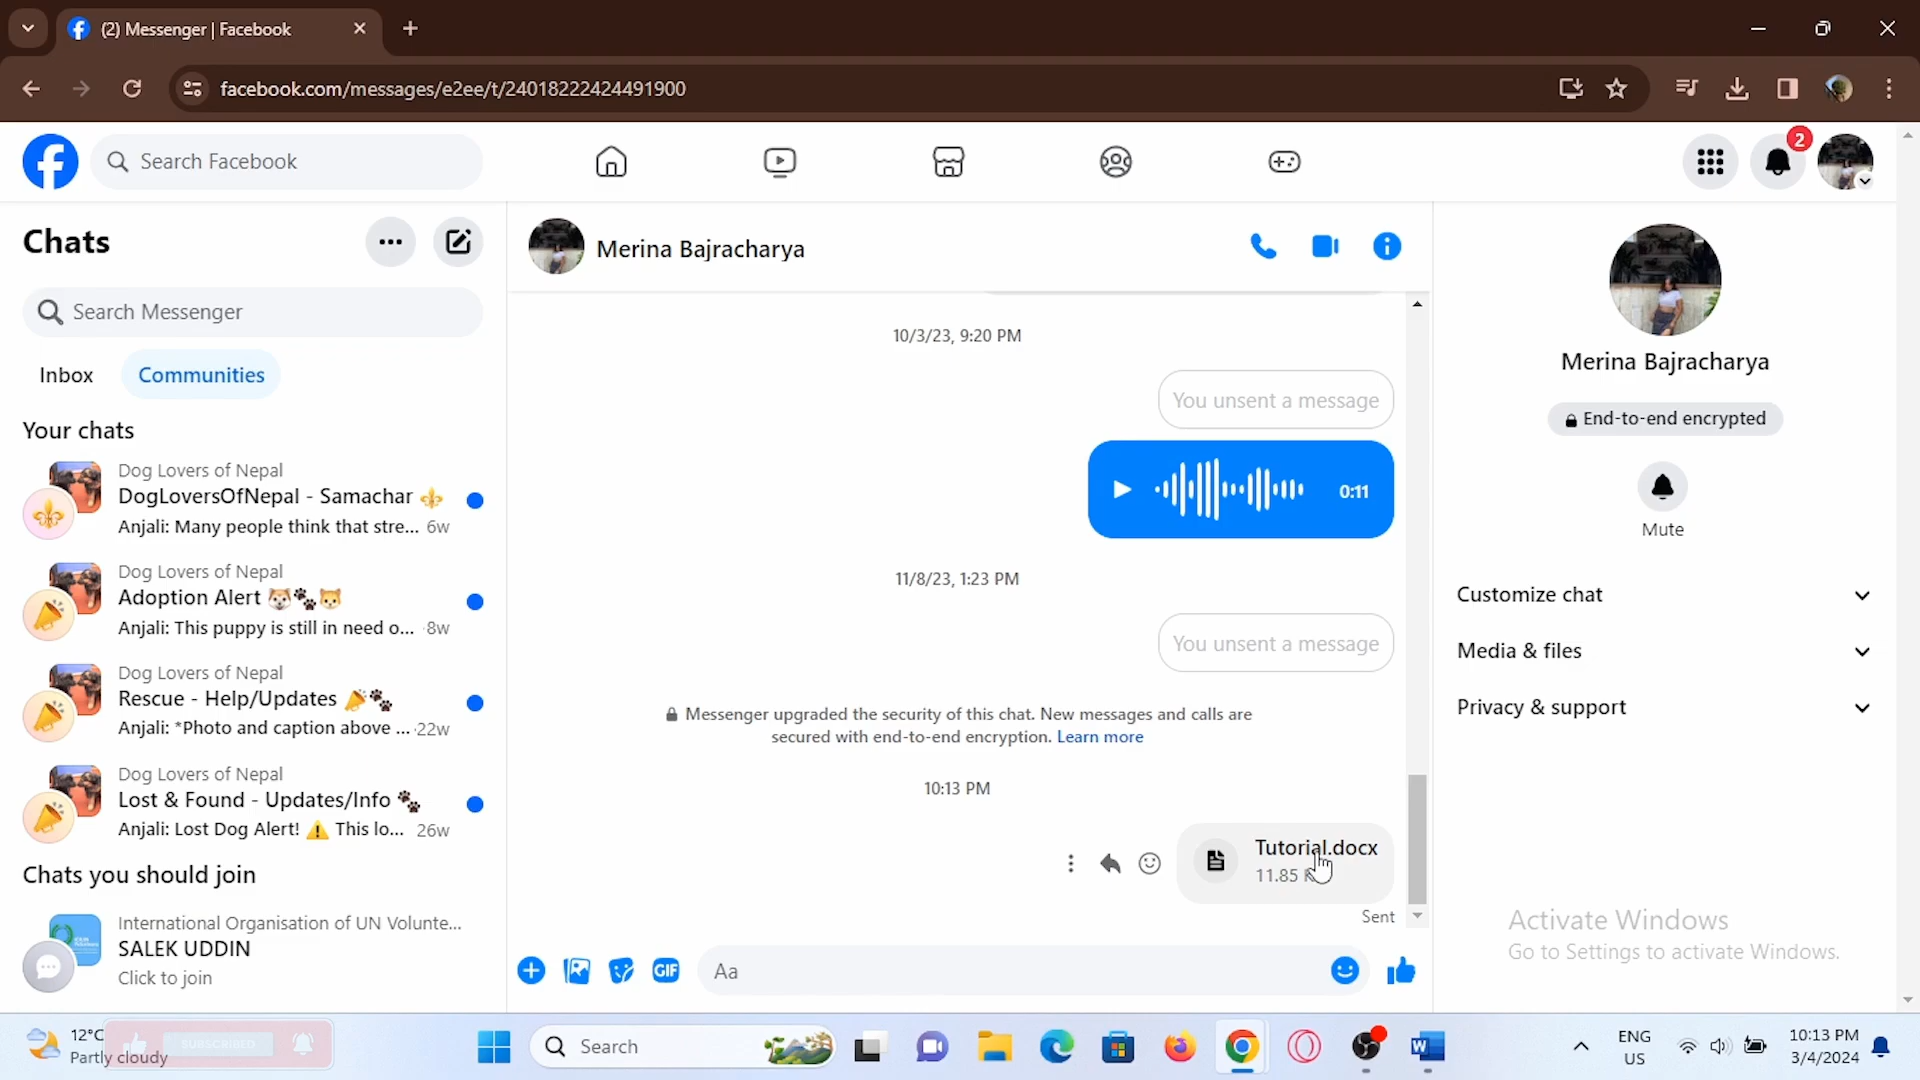 (2) Messenger | Facebook
facebook.com/messages/e2ee/t/24018222424491900
Search Facebook
2
Chats
Search Messenger
Inbox
Communities
Your chats
Dog Lovers of Nepal
DogLoversOfNepal - Samachar ⚜️
Anjali: Many people think that stre... 6w
Dog Lovers of Nepal
Adoption Alert 🐶🐾🐱
Anjali: This puppy is still in need o... 8w
Dog Lovers of Nepal
Rescue - Help/Updates 📣🐾
Anjali: *Photo and caption above ... 22w
Dog Lovers of Nepal
Lost & Found - Updates/Info 🐾
Anjali: Lost Dog Alert! ⚠️ This lo... 26w
Chats you should join
International Organisation of UN Volunte...
SALEK UDDIN
Click to join
Merina Bajracharya
10/3/23, 9:20 PM
You unsent a message
0:11
11/8/23, 1:23 PM
You unsent a message
Messenger upgraded the security of this chat. New messages and calls are
secured with end-to-end encryption. Learn more
10:13 PM
Tutorial.docx
11.85
Sent
GIF
Aa
Merina Bajracharya
End-to-end encrypted
Mute
Customize chat
Media & files
Privacy & support
Activate Windows
Go to Settings to activate Windows.
12°C
Partly cloudy
SUBSCRIBED
Search
ENG
US
10:13 PM
3/4/2024